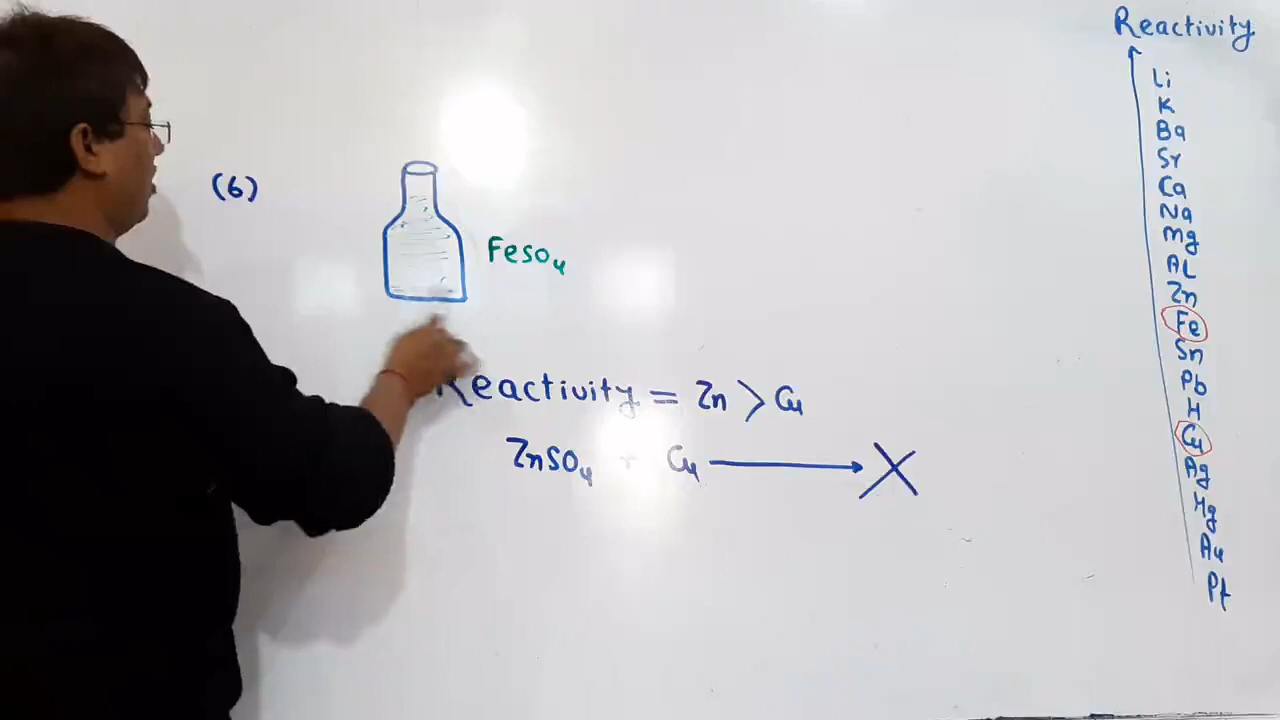 Reactivity
Li
K
Ba
Sr
Ca
Na
Mg
AL
Zn
Fe
Sn
Pb
H
Cu
Ag
Hg
Au
Pt
(6)
Feso₄
Reactivity = Zn > Cu
ZnSO₄ + Cu → X